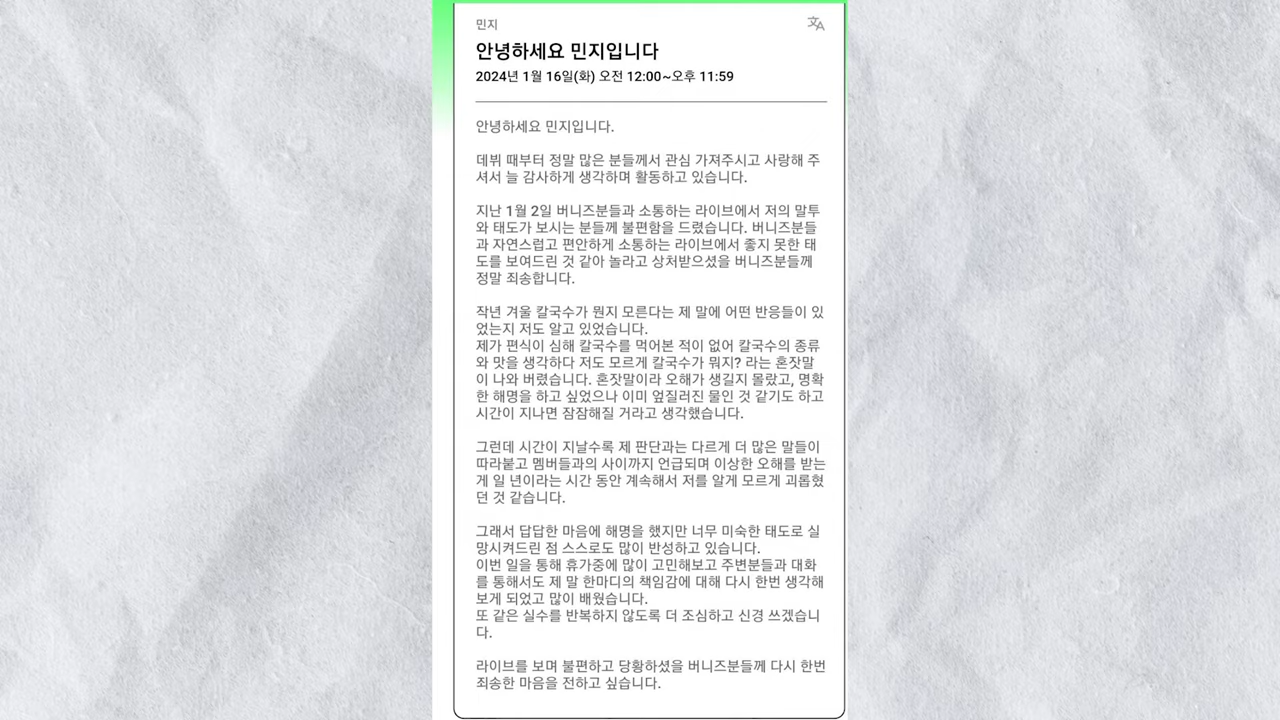 민지
안녕하세요 민지입니다
2024년 1월 16일(화) 오전 12:00~오후 11:59
안녕하세요 민지입니다.
데뷔 때부터 정말 많은 분들께서 관심 가져주시고 사랑해 주
셔서 늘 감사하게 생각하며 활동하고 있습니다.
지난 1월 2일 버니즈분들과 소통하는 라이브에서 저의 말투
와 태도가 보시는 분들께 불편함을 드렸습니다. 버니즈분들
과 자연스럽고 편안하게 소통하는 라이브에서 좋지 못한 태
도를 보여드린 것 같아 놀라고 상처받으셨을 버니즈분들께
정말 죄송합니다.
작년 겨울 칼국수가 뭔지 모른다는 제 말에 어떤 반응들이 있
었는지 저도 알고 있었습니다.
제가 편식이 심해 칼국수를 먹어본 적이 없어 칼국수의 종류
와 맛을 생각하다 저도 모르게 칼국수가 뭐지? 라는 혼잣말
이 나와 버렸습니다. 혼잣말이라 오해가 생길지 몰랐고, 명확
한 해명을 하고 싶었으나 이미 엎질러진 물인 것 같기도 하고
시간이 지나면 잠잠해질 거라고 생각했습니다.
그런데 시간이 지날수록 제 판단과는 다르게 더 많은 말들이
따라붙고 멤버들과의 사이까지 언급되며 이상한 오해를 받는
게 일 년이라는 시간 동안 계속해서 저를 알게 모르게 괴롭혔
던 것 같습니다.
그래서 답답한 마음에 해명을 했지만 너무 미숙한 태도로 실
망시켜드린 점 스스로도 많이 반성하고 있습니다.
이번 일을 통해 휴가중에 많이 고민해보고 주변분들과 대화
를 통해서도 제 말 한마디의 책임감에 대해 다시 한번 생각해
보게 되었고 많이 배웠습니다.
또 같은 실수를 반복하지 않도록 더 조심하고 신경 쓰겠습니
다.
라이브를 보며 불편하고 당황하셨을 버니즈분들께 다시 한번
죄송한 마음을 전하고 싶습니다.